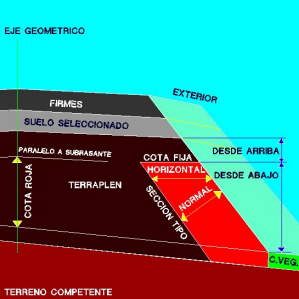 EJE GEOMETRICO
EXTERIOR
FIRMES
SUELO SELECCIONADO
DESDE ARRIBA
PARALELO A SUBRASANTE
COTA FIJA
HORIZONTAL
DESDE ABAJO
COTA ROJA
TERRAPLEN
SECCION TIPO
NORMAL
C.VEG.
TERRENO COMPETENTE